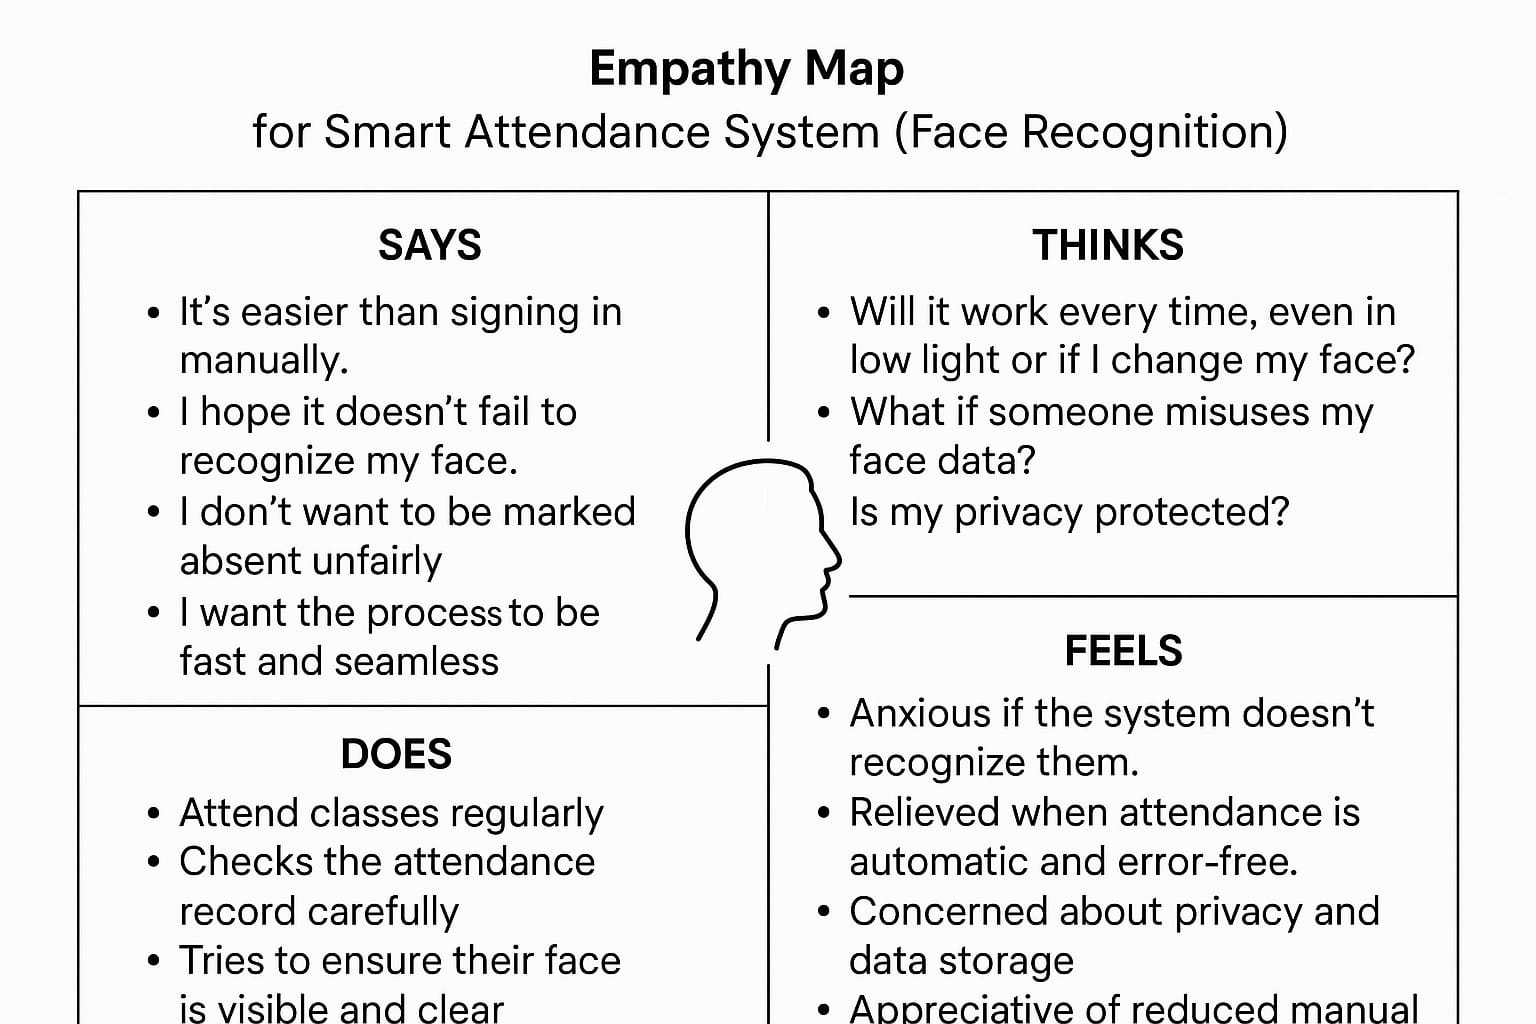 Empathy Map
for Smart Attendance System (Face Recognition)
SAYS
• It’s easier than signing in
manually.
• I hope it doesn’t fail to
recognize my face.
• I don’t want to be marked
absent unfairly
• I want the process to be
fast and seamless
THINKS
• Will it work every time, even in
low light or if I change my face?
• What if someone misuses my
face data?
Is my privacy protected?
DOES
• Attend classes regularly
• Checks the attendance
record carefully
• Tries to ensure their face
is visible and clear
FEELS
• Anxious if the system doesn’t
recognize them.
• Relieved when attendance is
automatic and error-free.
• Concerned about privacy and
data storage
• Appreciative of reduced manual